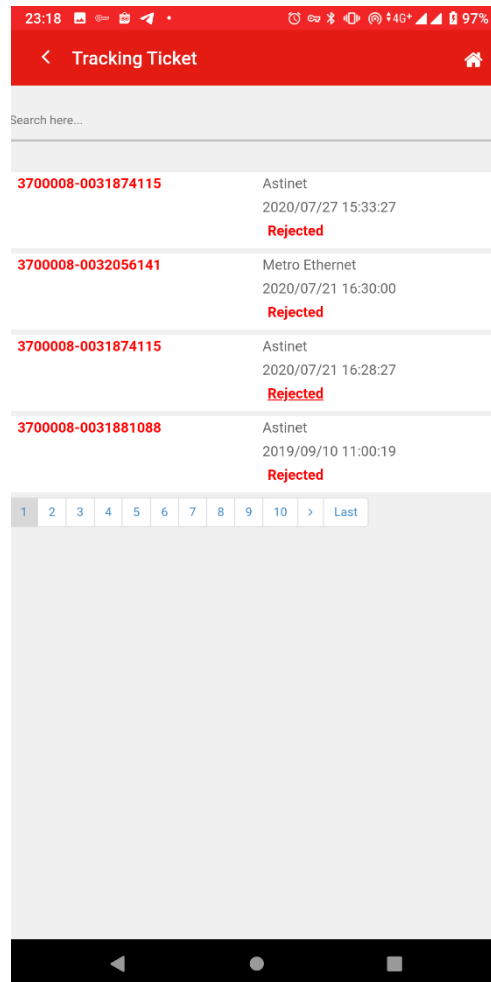 23:18 4G+ 97%
Tracking Ticket
Search here...
3700008-0031874115 Astinet
2020/07/27 15:33:27
Rejected
3700008-0032056141 Metro Ethernet
2020/07/21 16:30:00
Rejected
3700008-0031874115 Astinet
2020/07/21 16:28:27
Rejected
3700008-0031881088 Astinet
2019/09/10 11:00:19
Rejected
1 2 3 4 5 6 7 8 9 10 > Last